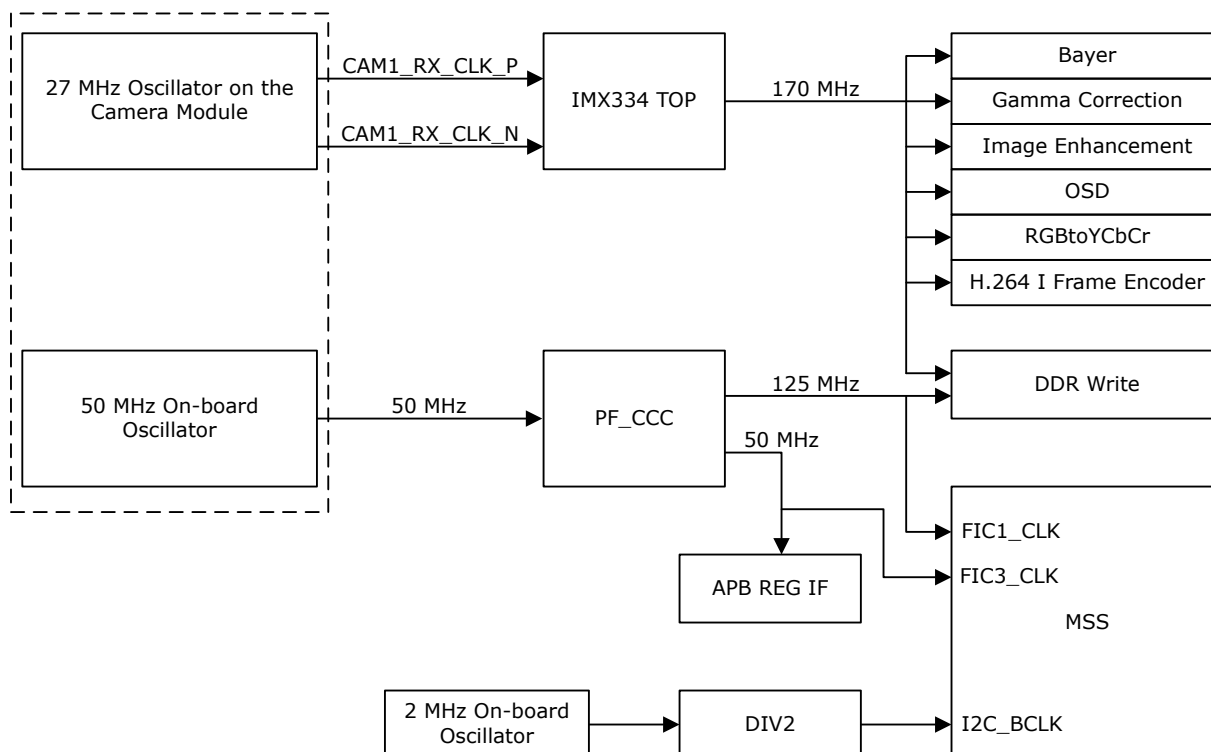 27 MHz Oscillator on the
Camera Module
CAM1_RX_CLK_P
CAM1_RX_CLK_N
IMX334 TOP
170 MHz
Bayer
Gamma Correction
Image Enhancement
OSD
RGBtoYCbCr
H.264 I Frame Encoder
50 MHz On-board
Oscillator
50 MHz
PF_CCC
125 MHz
50 MHz
DDR Write
APB REG IF
FIC1_CLK
FIC3_CLK
MSS
2 MHz On-board
Oscillator
DIV2
I2C_BCLK